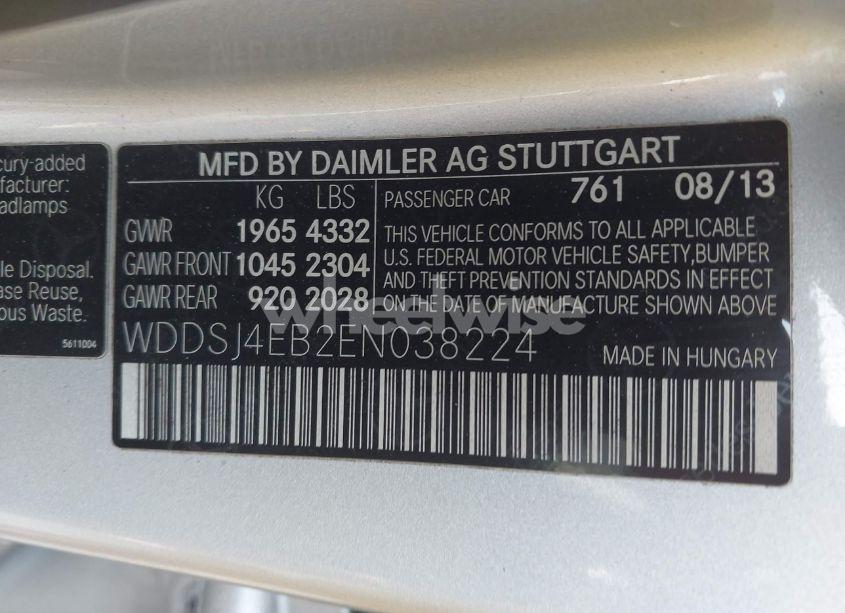 cury-added
facturer:
eadlamps
le Disposal.
ase Reuse,
ous Waste.
5611004
MFD BY DAIMLER AG STUTTGART
KG LBS
GVWR 1965 4332
GAWR FRONT 1045 2304
GAWR REAR 920 2028
PASSENGER CAR 761 08/13
THIS VEHICLE CONFORMS TO ALL APPLICABLE
U.S. FEDERAL MOTOR VEHICLE SAFETY,BUMPER
AND THEFT PREVENTION STANDARDS IN EFFECT
ON THE DATE OF MANUFACTURE SHOWN ABOVE
wheelwise
WDDSJ4EB2EN038224 MADE IN HUNGARY